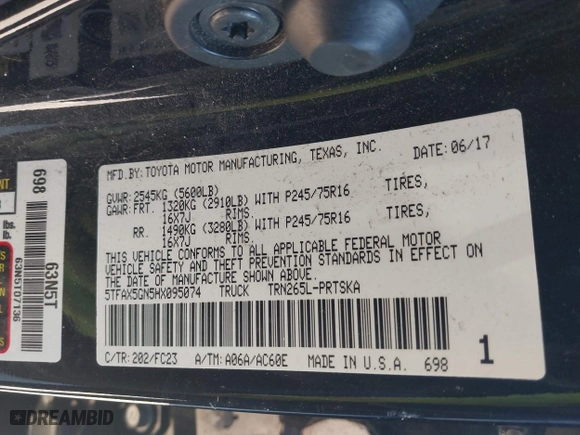 MFD.BY: TOYOTA MOTOR MANUFACTURING, TEXAS, INC. DATE: 06/17
GVWR: 2545KG (5600LB)
GAWR: FRT. 1320KG (2910LB) WITH P245/75R16 TIRES,
16X7J RIMS.
RR. 1490KG (3280LB) WITH P245/75R16 TIRES,
16X7J RIMS.
THIS VEHICLE CONFORMS TO ALL APPLICABLE FEDERAL MOTOR
VEHICLE SAFETY AND THEFT PREVENTION STANDARDS IN EFFECT ON
THE DATE OF MANUFACTURE SHOWN ABOVE.
5TFAX5GN5HX095074 TRUCK TRN265L-PRTSKA
C/TR: 202/FC23 A/TM: A06A/AC60E MADE IN U.S.A. 698 1
698
63N5T
lbs.
lb.
DREAMBID